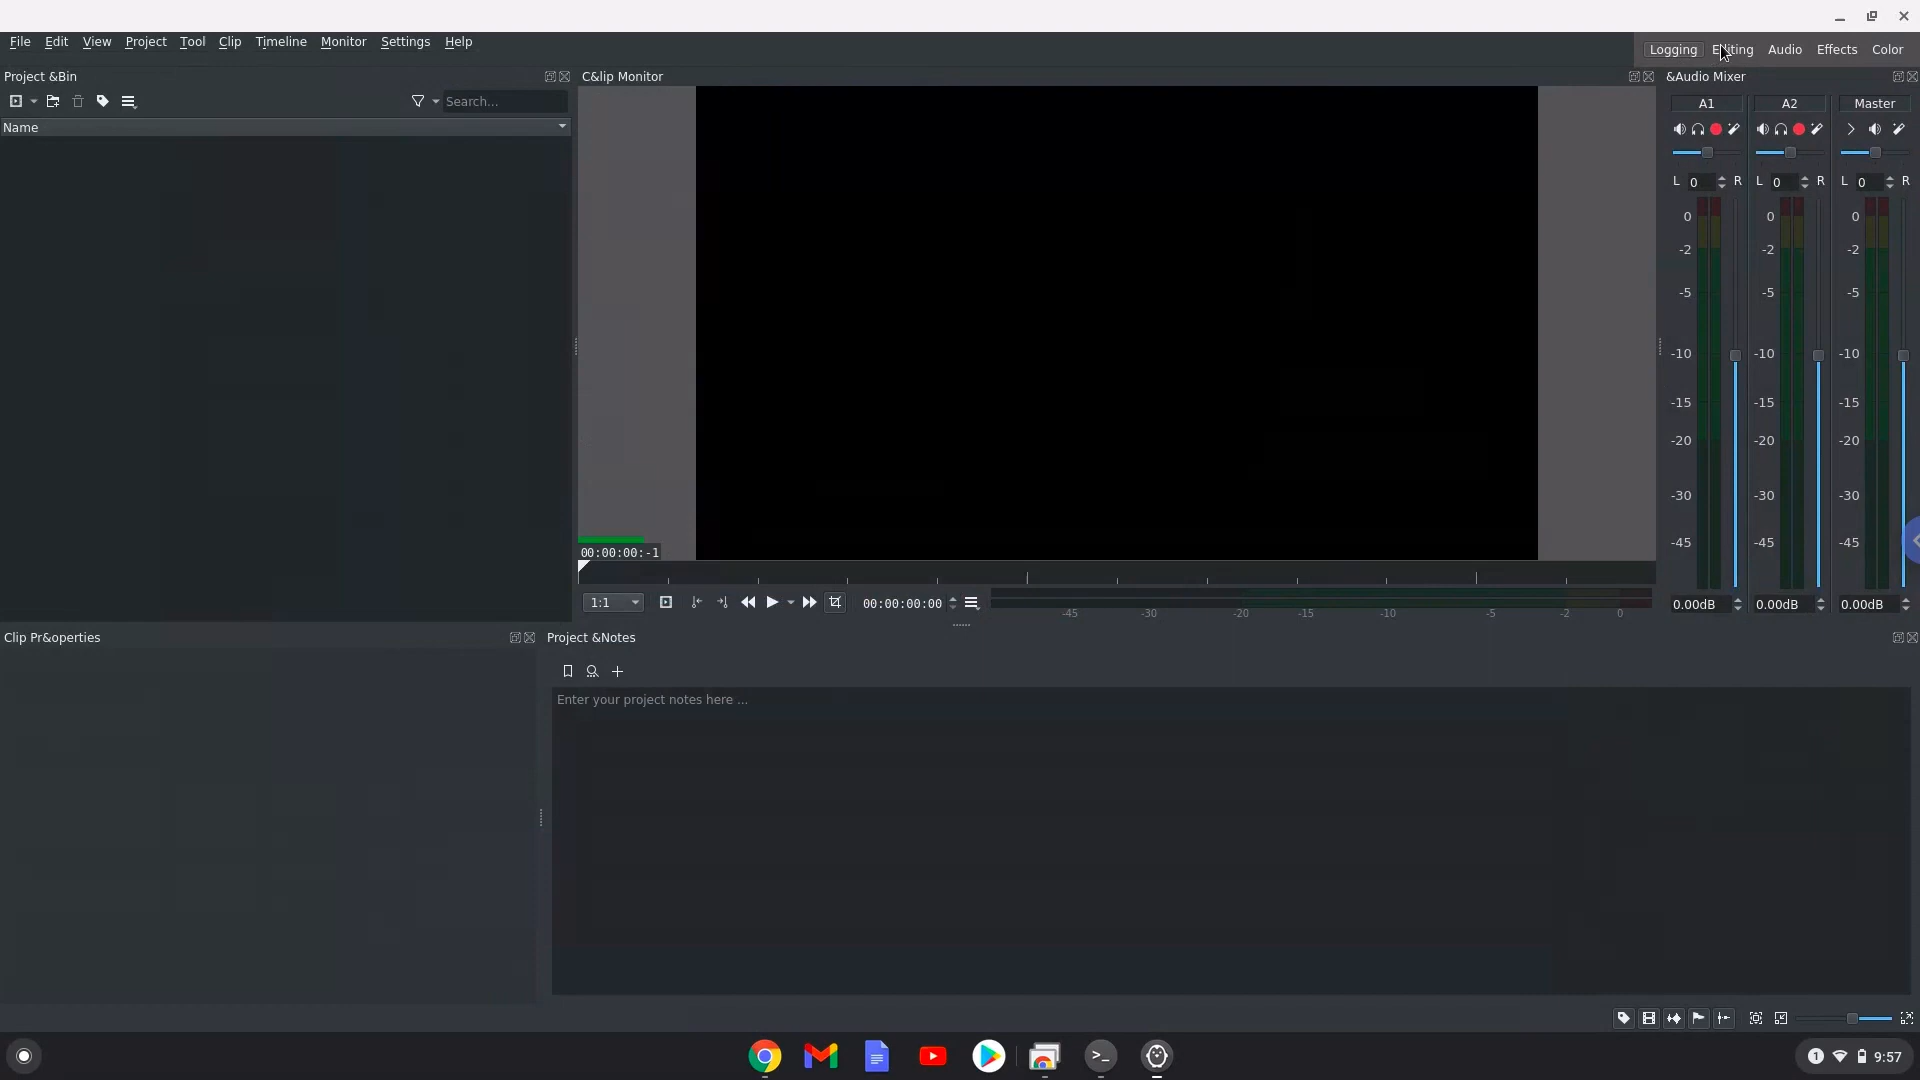 File Edit View Project Tool Clip Timeline Monitor Settings Help
Logging Editing Audio Effects Color
Project &Bin
Search...
Name
C&lip Monitor
00:00:00:-1
1:1
00:00:00:00
-45 -30 -20 -15 -10 -5 -2 0
&Audio Mixer
A1 A2 Master
L 0 R L 0 R L 0 R
0 0 0
-2 -2 -2
-5 -5 -5
-10 -10 -10
-15 -15 -15
-20 -20 -20
-30 -30 -30
-45 -45 -45
0.00dB 0.00dB 0.00dB
Clip Pr&operties
Project &Notes
Enter your project notes here ...
1 9:57